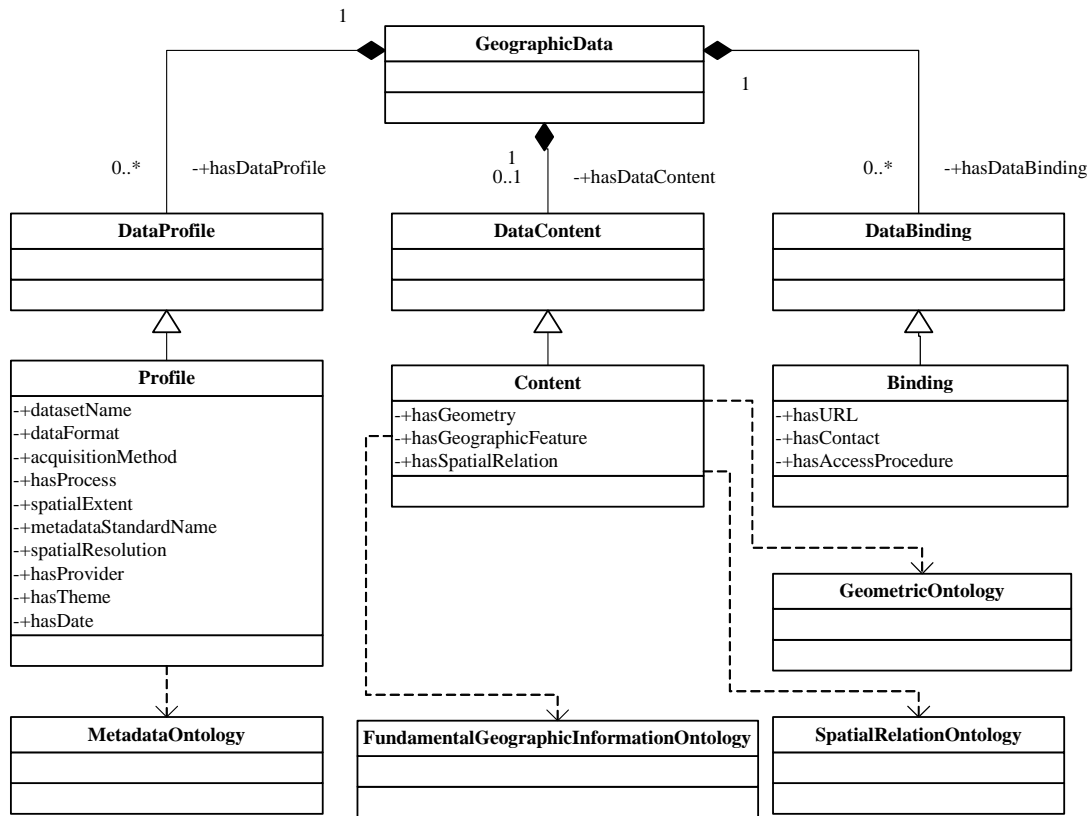 1
GeographicData
1
1
0..*
-+hasDataProfile
0..1
-+hasDataContent
0..*
-+hasDataBinding
DataProfile
DataContent
DataBinding
Profile
-+datasetName
-+dataFormat
-+acquisitionMethod
-+hasProcess
-+spatialExtent
-+metadataStandardName
-+spatialResolution
-+hasProvider
-+hasTheme
-+hasDate
Content
-+hasGeometry
-+hasGeographicFeature
-+hasSpatialRelation
Binding
-+hasURL
-+hasContact
-+hasAccessProcedure
GeometricOntology
MetadataOntology
FundamentalGeographicInformationOntology
SpatialRelationOntology